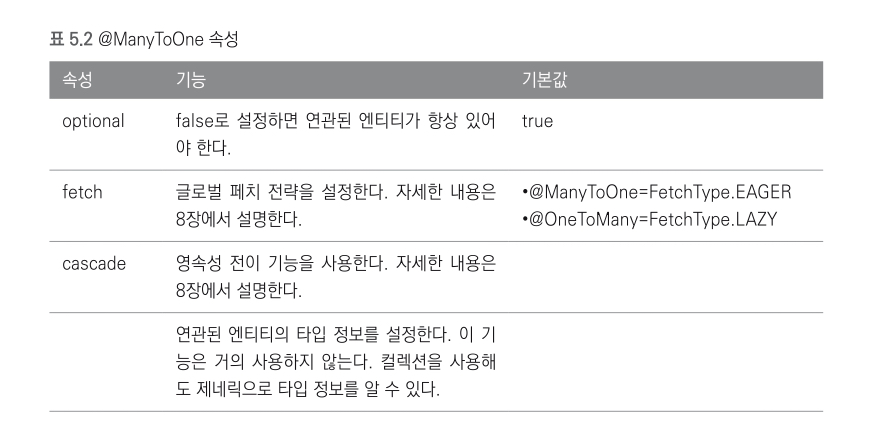 표 5.2 @ManyToOne 속성
속성 기능 기본값
optional false로 설정하면 연관된 엔티티가 항상 있어 true
야 한다.
fetch 글로벌 페치 전략을 설정한다. 자세한 내용은 •@ManyToOne=FetchType.EAGER
8장에서 설명한다. •@OneToMany=FetchType.LAZY
cascade 영속성 전이 기능을 사용한다. 자세한 내용은
8장에서 설명한다.
연관된 엔티티의 타입 정보를 설정한다. 이 기
능은 거의 사용하지 않는다. 컬렉션을 사용해
도 제네릭으로 타입 정보를 알 수 있다.